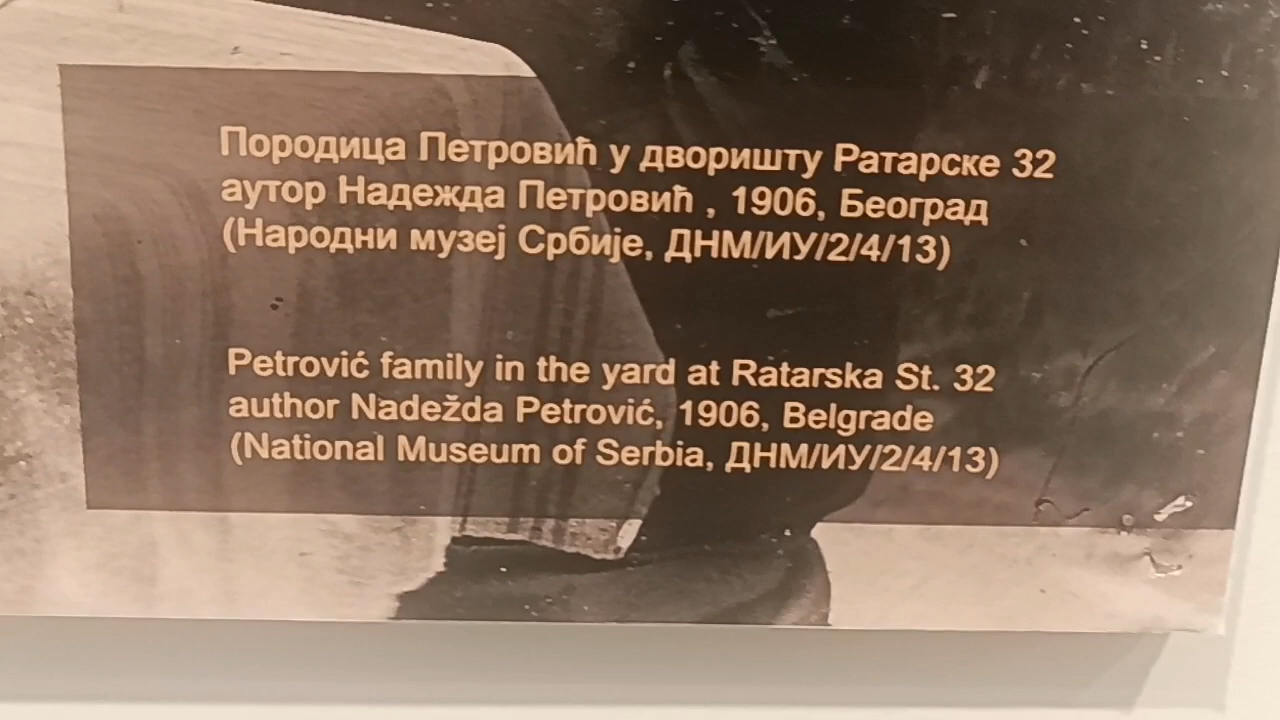 Породица Петровић у дворишту Ратарске 32
аутор Надежда Петровић , 1906, Београд
(Народни музеј Србије, ДНМ/ИУ/2/4/13)
Petrović family in the yard at Ratarska St. 32
author Nadežda Petrović, 1906, Belgrade
(National Museum of Serbia, ДНМ/ИУ/2/4/13)